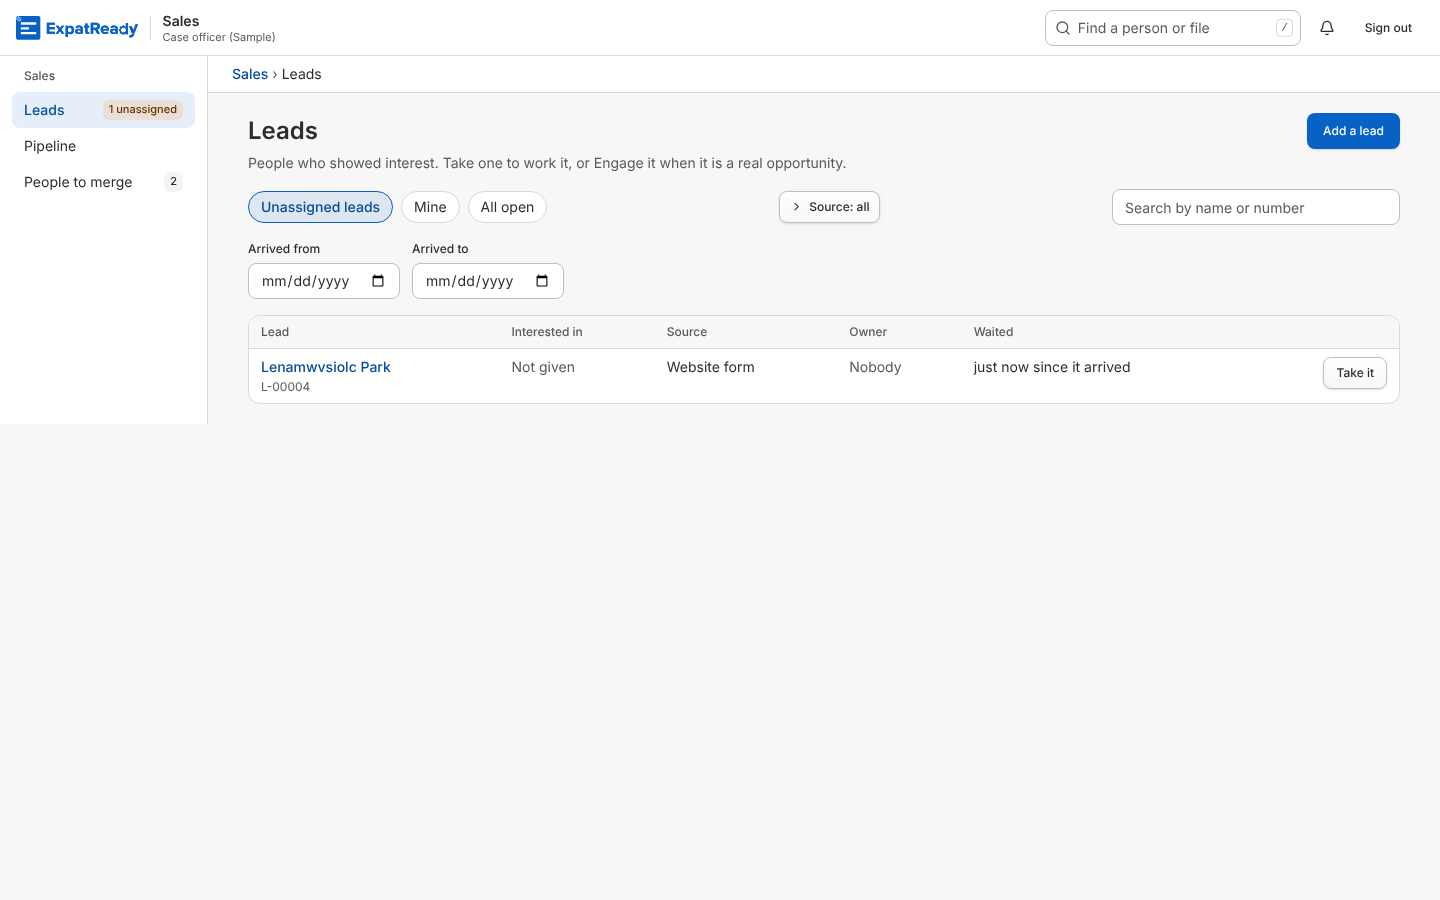 ExpatReady
Sales
Case officer (Sample)
Find a person or file
/
Sign out
Sales
Leads
1 unassigned
Pipeline
People to merge
2
Sales › Leads
Leads
Add a lead
People who showed interest. Take one to work it, or Engage it when it is a real opportunity.
Unassigned leads
Mine
All open
Source: all
Search by name or number
Arrived from
Arrived to
mm/dd/yyyy
mm/dd/yyyy
Lead
Interested in
Source
Owner
Waited
Lenamwvsiolc Park
Not given
Website form
Nobody
just now since it arrived
Take it
L-00004